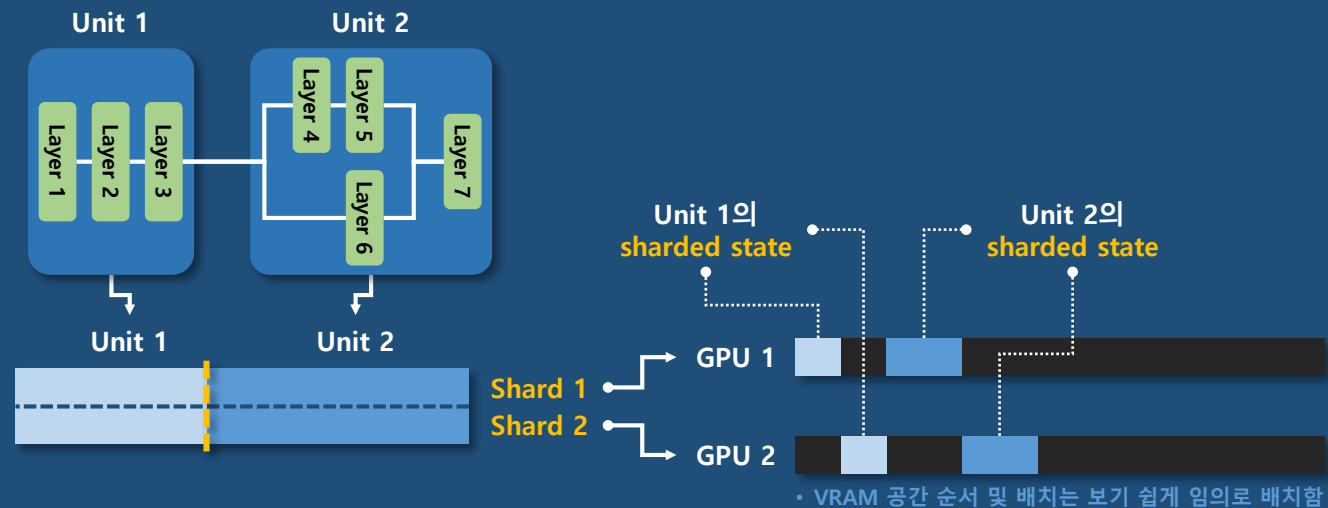 Unit 1
Unit 2
Layer 1
Layer 2
Layer 3
Layer 4
Layer 5
Layer 6
Layer 7
Unit 1
Unit 2
Shard 1
Shard 2
Unit 1의
sharded state
Unit 2의
sharded state
GPU 1
GPU 2
• VRAM 공간 순서 및 배치는 보기 쉽게 임의로 배치함